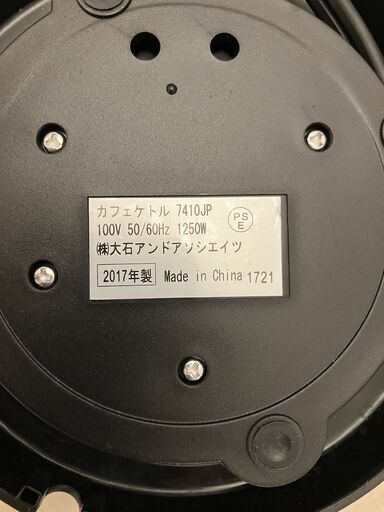 カフェケトル 7410JP
100V 50/60Hz 1250W
PS
E
㈱大石アンドアソシエイツ
2017年製 Made in China 1721